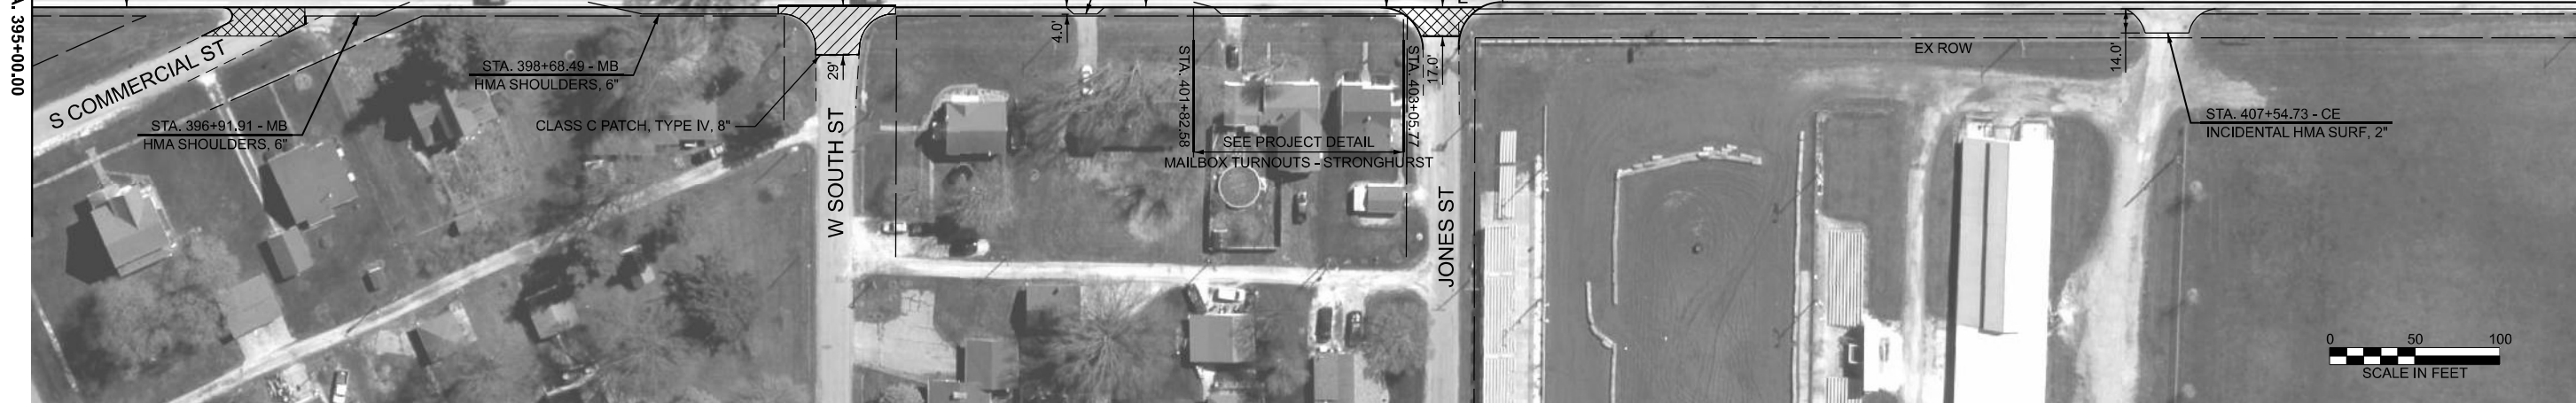 A. 395+00.00
S COMMERCIAL ST
STA. 396+91.91 - MB
HMA SHOULDERS, 6"
STA. 398+68.49 - MB
HMA SHOULDERS, 6"
CLASS C PATCH, TYPE IV, 8"
29'
W SOUTH ST
4.0'
STA. 401+82.58
SEE PROJECT DETAIL
MAILBOX TURNOUTS - STRONGHURST
STA. 403+05.77
17.0'
JONES ST
EX ROW
14.0'
STA. 407+54.73 - CE
INCIDENTAL HMA SURF, 2"
0 50 100
SCALE IN FEET